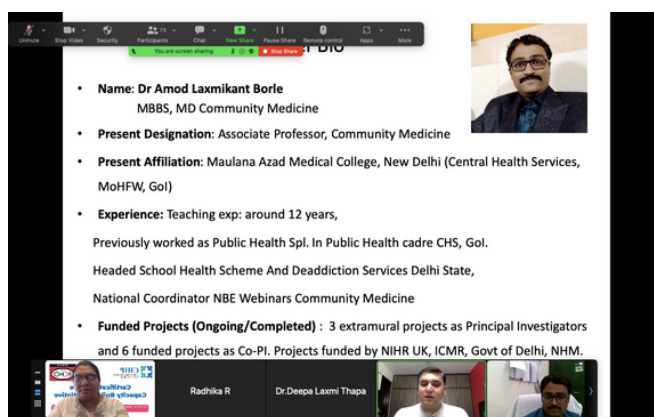 Unmute
Stop Video
Security
Participants
73
Chat
New Share
Pause Share
Remote control
Apps
More
You are screen sharing
Stop Share
Bio
• Name: Dr Amod Laxmikant Borle
MBBS, MD Community Medicine
• Present Designation: Associate Professor, Community Medicine
• Present Affiliation: Maulana Azad Medical College, New Delhi (Central Health Services,
MoHFW, GoI)
• Experience: Teaching exp: around 12 years,
Previously worked as Public Health Spl. In Public Health cadre CHS, GoI.
Headed School Health Scheme And Deaddiction Services Delhi State,
National Coordinator NBE Webinars Community Medicine
• Funded Projects (Ongoing/Completed) : 3 extramural projects as Principal Investigators
and 6 funded projects as Co-PI. Projects funded by NIHR UK, ICMR, Govt of Delhi, NHM.
Radhika R
Dr.Deepa Laxmi Thapa
CHIP